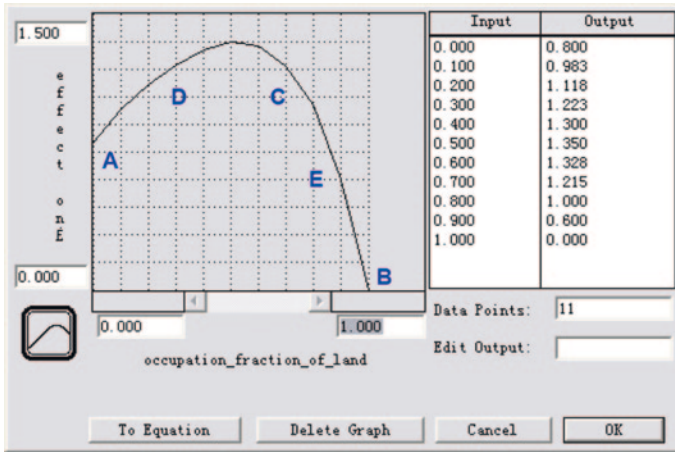 1.500
effect onf
0.000
A
D
C
E
B
0.000 1.000
occupation_fraction_of_land
Input Output
0.000 0.800
0.100 0.983
0.200 1.118
0.300 1.223
0.400 1.300
0.500 1.350
0.600 1.328
0.700 1.215
0.800 1.000
0.900 0.600
1.000 0.000
Data Points: 11
Edit Output:
To Equation Delete Graph Cancel OK